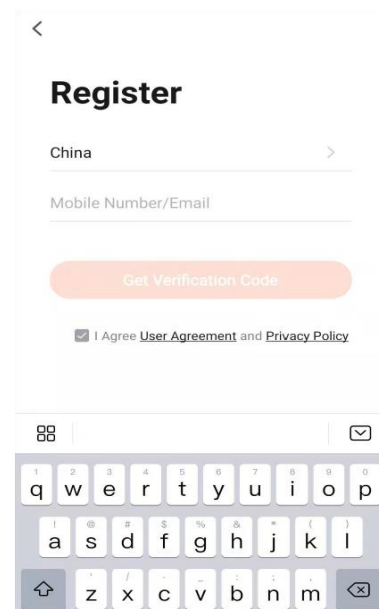 Register
China
Mobile Number/Email
Get Verification Code
I Agree User Agreement and Privacy Policy
1 2 3 4 5 6 7 8 9 0
q w e r t y u i o p
! @ # $ % & * ( )
a s d f g h j k l
z x c v b n m